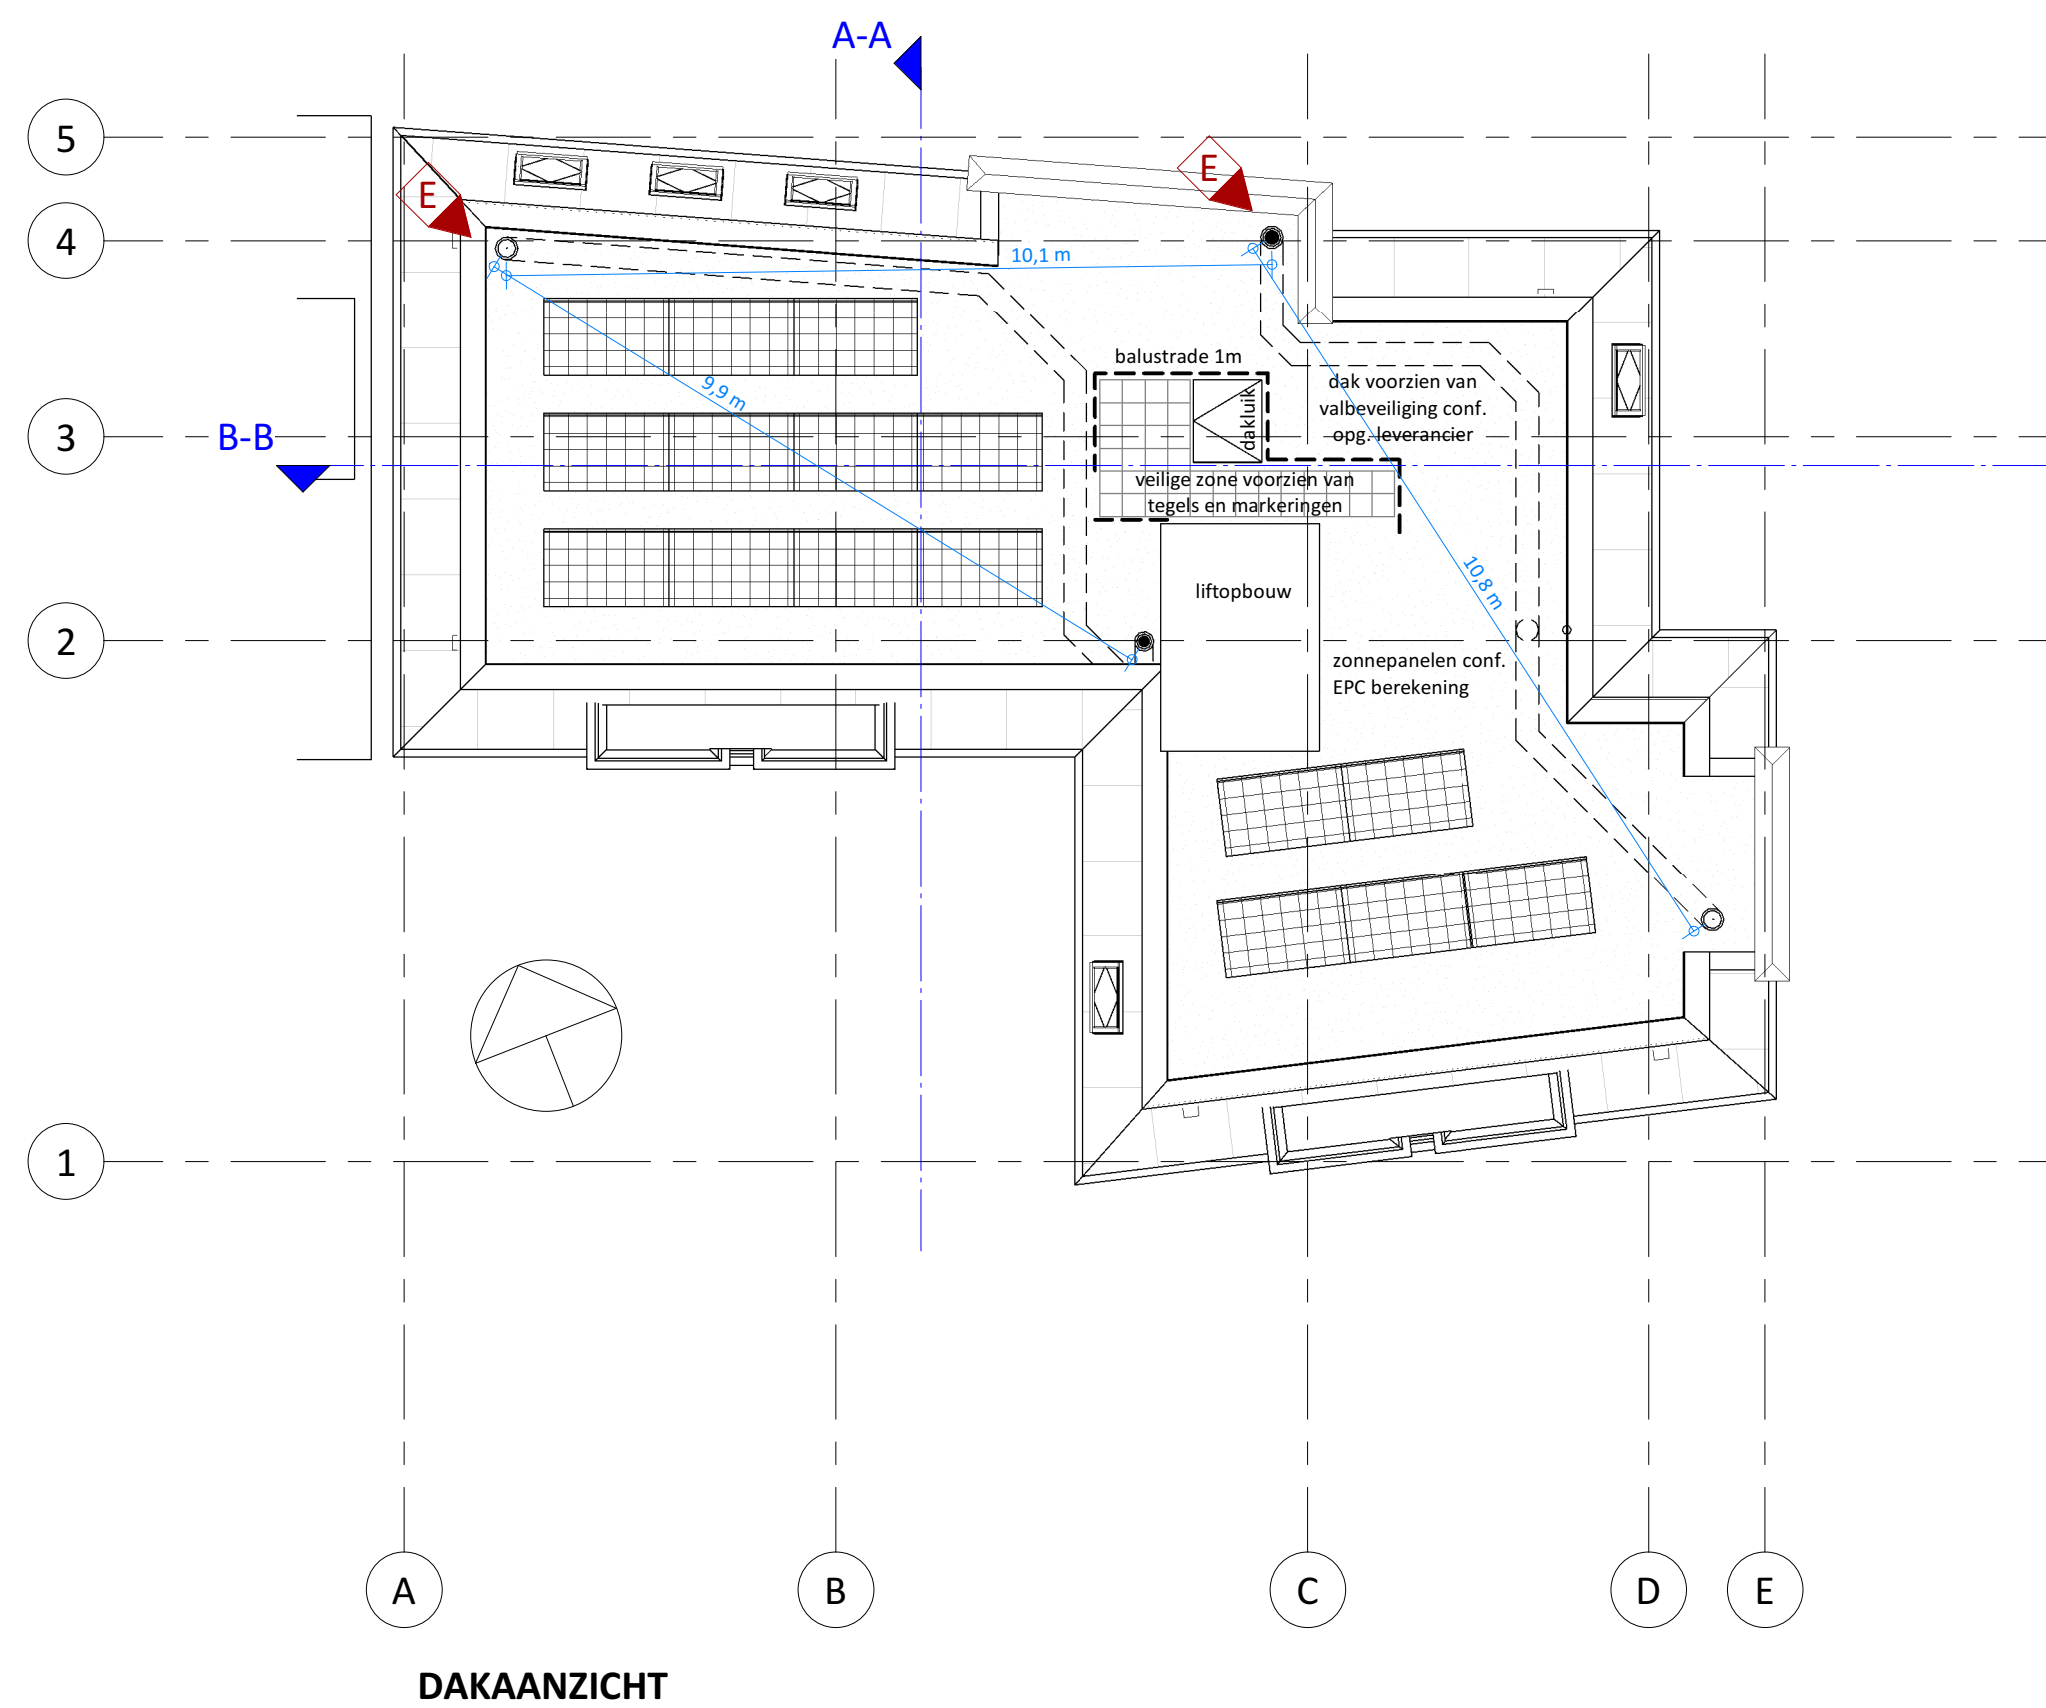 A-A
5
E
E
4
10,1 m
balustrade 1m
9,9 m
dakluik
dak voorzien van
valbeveiliging conf.
opg. leverancier
3
B-B
veilige zone voorzien van
tegels en markeringen
liftopbouw
10,8 m
2
zonnepanelen conf.
EPC berekening
1
A
B
C
D
E
DAKAANZICHT